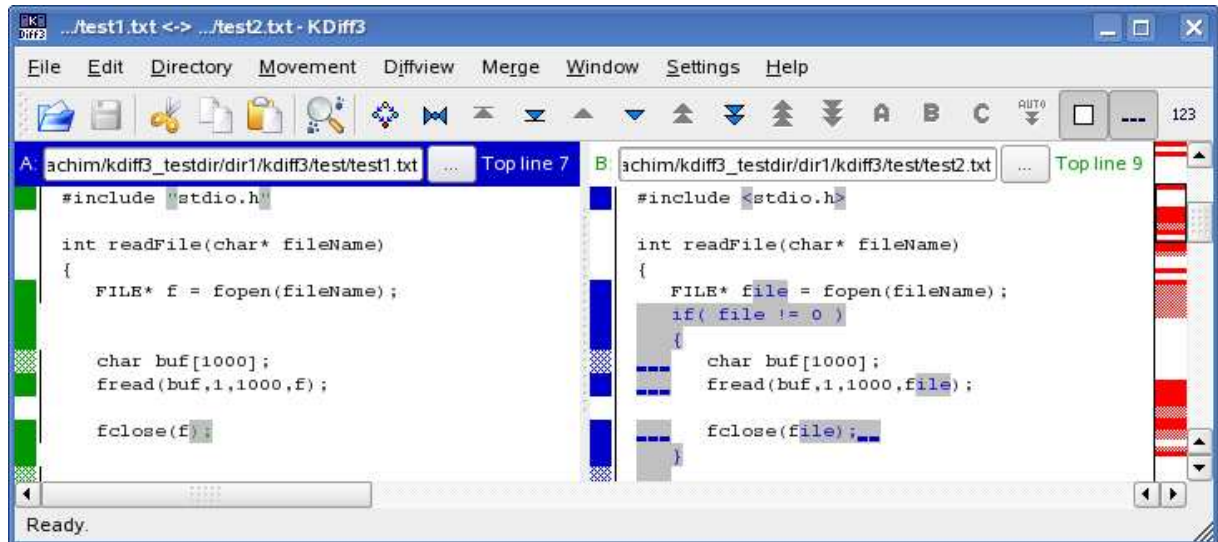 KDiff3
.../test1.txt <-> .../test2.txt - KDiff3
File Edit Directory Movement Diffview Merge Window Settings Help
A B C AUTO 123
A: achim/kdiff3_testdir/dir1/kdiff3/test/test1.txt ... Top line 7
#include "stdio.h"
int readFile(char* fileName)
{
FILE* f = fopen(fileName);
char buf[1000];
fread(buf,1,1000,f);
fclose(f);
B: achim/kdiff3_testdir/dir1/kdiff3/test/test2.txt ... Top line 9
#include <stdio.h>
int readFile(char* fileName)
{
FILE* file = fopen(fileName);
if( file != 0 )
{
char buf[1000];
fread(buf,1,1000,file);
fclose(file);
}
Ready.